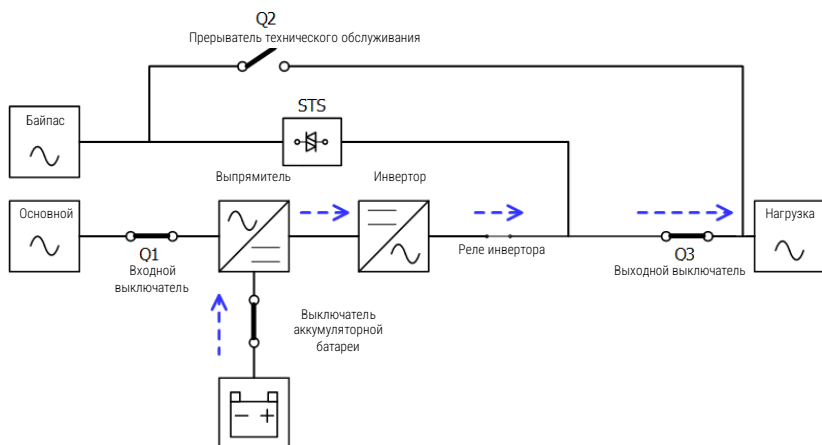 Q2
Прерыватель технического обслуживания
STS
Байпас
Выпрямитель
Инвертор
Основной
Нагрузка
Q1
Входной
выключатель
Реле инвертора
Q3
Выходной выключатель
Выключатель
аккумуляторной
батареи
− +